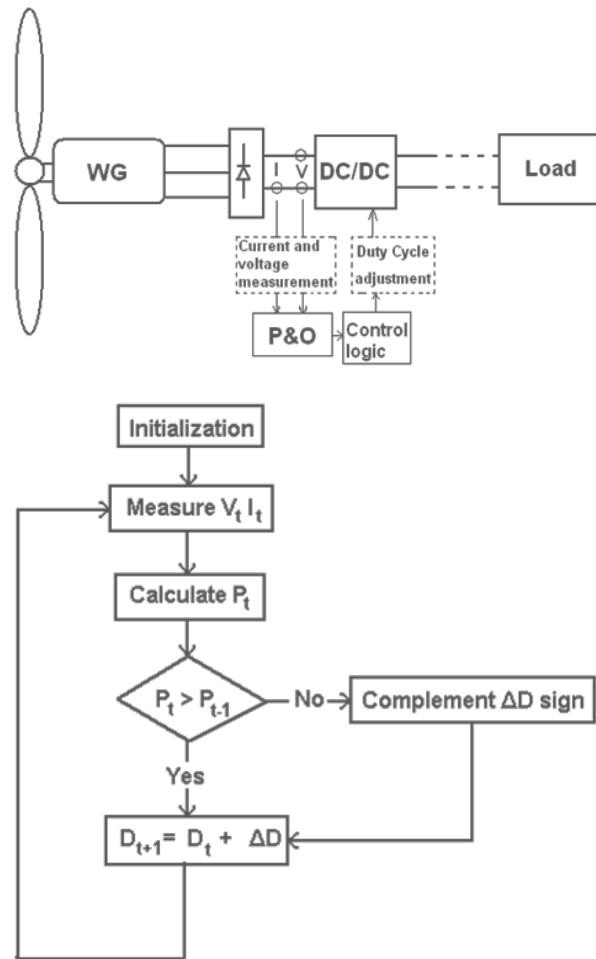 WG
I
V
DC/DC
Load
Current and
voltage
measurement
Duty Cycle
adjustment
P&O
Control
logic
Initialization
Measure Vₜ Iₜ
Calculate Pₜ
Pₜ > Pₜ₋₁
No
Complement ΔD sign
Yes
Dₜ₊₁= Dₜ + ΔD